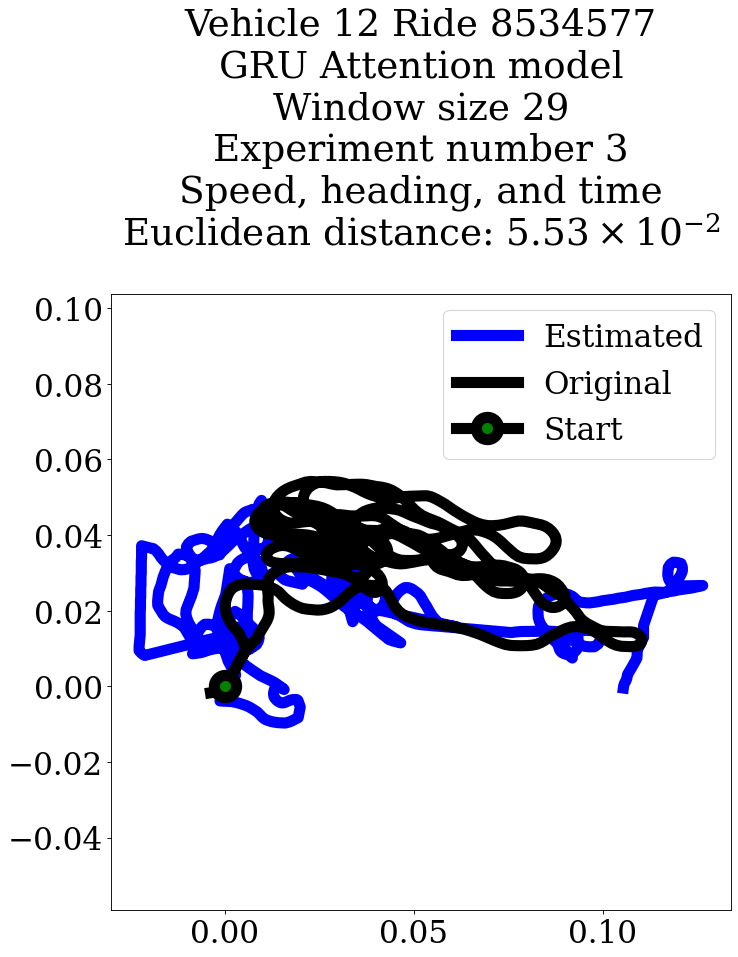 Vehicle 12 Ride 8534577
GRU Attention model
Window size 29
Experiment number 3
Speed, heading, and time
Euclidean distance: 5.53 × 10⁻²
Estimated
Original
Start
0.10
0.08
0.06
0.04
0.02
0.00
−0.02
−0.04
0.00 0.05 0.10